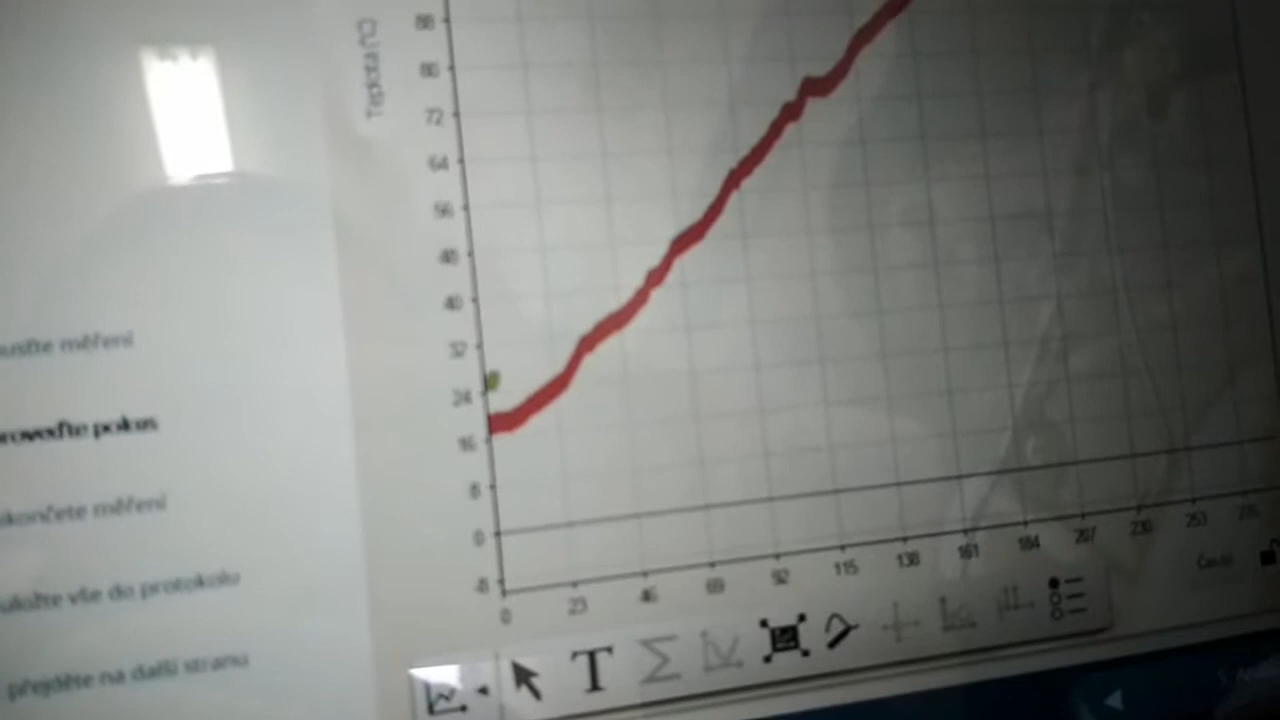 Teplota (°C)
88
80
72
64
56
48
40
32
24
16
8
0
-8
0 23 46 69 92 115 138 161 184 207 230 253
měření
proveďte pokus
ukončete měření
uložte vše do protokolu
přejděte na další stranu
T